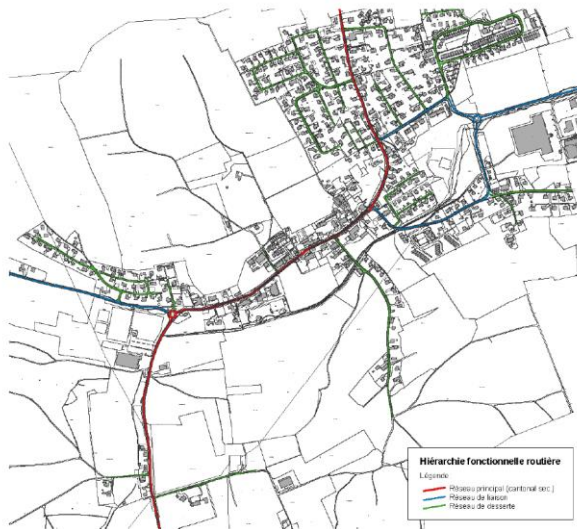 Hiérarchie fonctionnelle routière
Légende
Réseau principal (cantonal sec.)
Réseau de liaison
Réseau de desserte